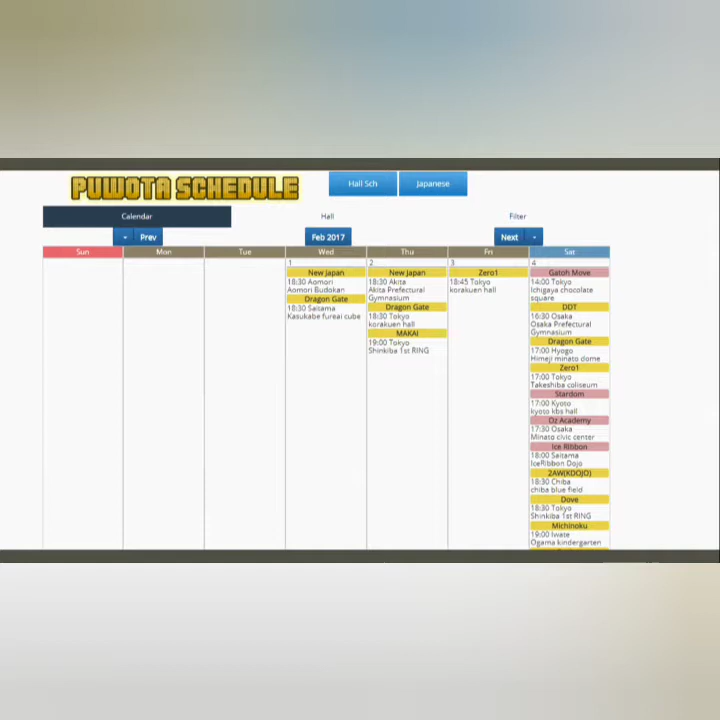 PUWOTA SCHEDULE
Hall Sch
Japanese
Calendar
Hall
Filter
Prev
Feb 2017
Next
Sun
Mon
Tue
Wed
Thu
Fri
Sat
1
New Japan
18:30 Aomori
Aomori Budokan
Dragon Gate
18:30 Saitama
Kasukabe fureai cube
2
New Japan
18:30 Akita
Akita Prefectural
Gymnasium
Dragon Gate
18:30 Tokyo
korakuen hall
MAKAI
19:00 Tokyo
Shinkiba 1st RING
3
Zero1
18:45 Tokyo
korakuen hall
4
Gatoh Move
14:00 Tokyo
Ichigaya chocolate
square
DDT
16:30 Osaka
Osaka Prefectural
Gymnasium
Dragon Gate
17:00 Hyogo
Himeji minato dome
Zero1
17:00 Tokyo
Takeshiba coliseum
Stardom
17:00 Kyoto
kyoto kbs hall
Oz Academy
17:30 Osaka
Minato civic center
Ice Ribbon
18:00 Saitama
IceRibbon Dojo
2AW(KDOJO)
18:30 Chiba
chiba blue field
Dove
18:30 Tokyo
Shinkiba 1st RING
Michinoku
19:00 Iwate
Ogama kindergarten